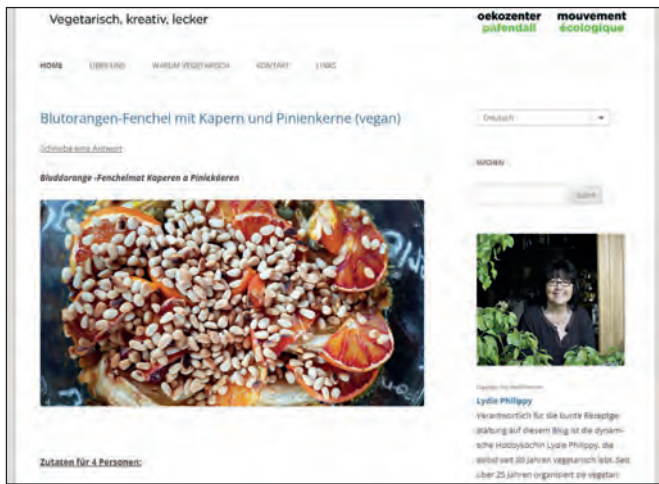 Vegetarisch, kreativ, lecker
oekozenter
pafendall
mouvement
écologique
HOME ÜBER UNS WARUM VEGETARISCH KONTAKT LINKS
Blutorangen-Fenchel mit Kapern und Pinienkerne (vegan)
Schreibe eine Antwort
Bluddorange -Fenchelmat Kaperen a Piniekäeren
Zutaten für 4 Personen:
Deutsch
Suche
Lydie Philippy
Verantwortlich für die bunte Rezeptge-
staltung auf diesem Blog ist die dynami-
sche Hobbyköchin Lydie Philippy, die
selbst seit 30 Jahren vegetarisch lebt. Seit
über 25 Jahren organisiert sie vegetari